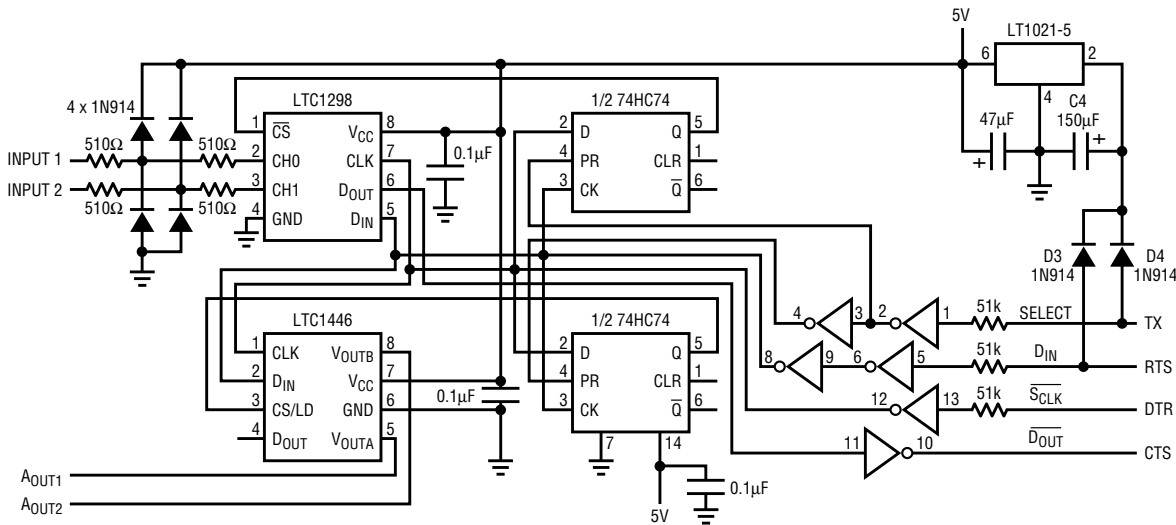 5V
LT1021-5
6
2
4
C4
150µF
+
47µF
+
4 x 1N914
LTC1298
1/2 74HC74
INPUT 1
INPUT 2
510Ω
510Ω
510Ω
510Ω
1
2
3
4
CS
CH0
CH1
GND
VCC
CLK
DOUT
DIN
8
7
6
5
0.1µF
2
4
3
D
PR
CK
Q
CLR
Q
5
1
6
D3
1N914
D4
1N914
LTC1446
1/2 74HC74
1
2
3
4
CLK
DIN
CS/LD
DOUT
VOUTB
VCC
GND
VOUTA
8
7
6
5
0.1µF
2
4
3
D
PR
CK
Q
CLR
Q
5
1
6
7
14
5V
0.1µF
4
3
2
1
51k
SELECT
TX
8
9
6
5
51k
DIN
RTS
12
13
51k
SCLK
DTR
11
10
DOUT
CTS
AOUT1
AOUT2